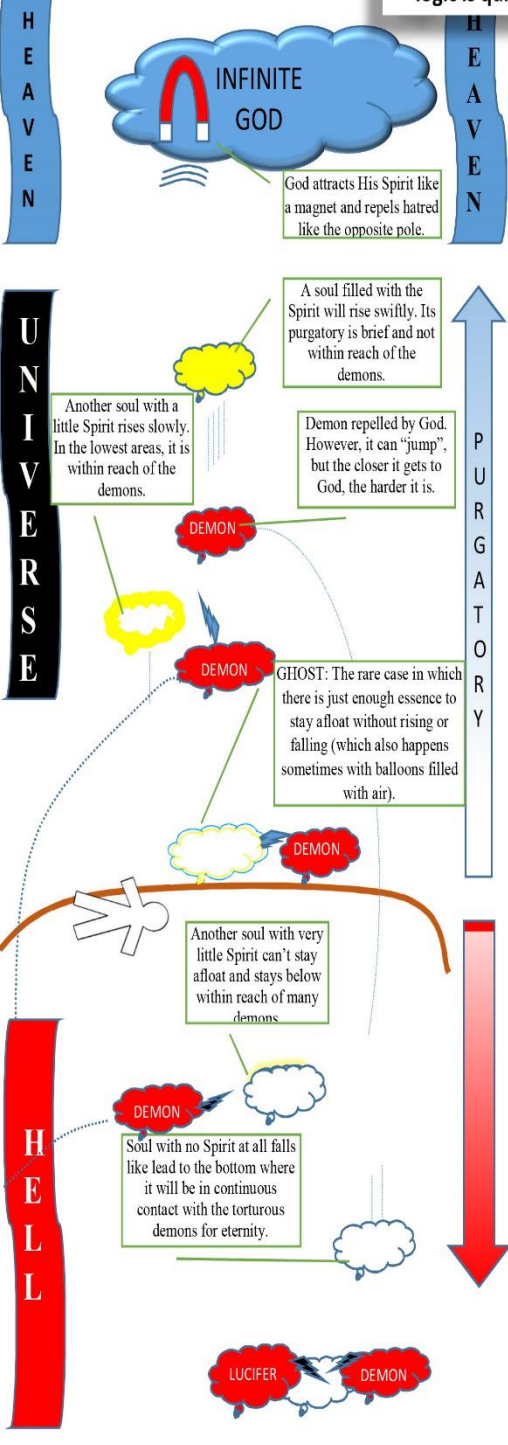 logic is
HEAVEN
HEAVEN
INFINITE
GOD
God attracts His Spirit like
a magnet and repels hatred
like the opposite pole.
UNIVERSE
A soul filled with the
Spirit will rise swiftly. Its
purgatory is brief and not
within reach of the
demons.
Another soul with a
little Spirit rises slowly.
In the lowest areas, it is
within reach of the
demons.
Demon repelled by God.
However, it can “jump”,
but the closer it gets to
God, the harder it is.
PURGATORY
DEMON
DEMON
GHOST: The rare case in which
there is just enough essence to
stay afloat without rising or
falling (which also happens
sometimes with balloons filled
with air).
DEMON
Another soul with very
little Spirit can’t stay
afloat and stays below
within reach of many
demons
HELL
DEMON
Soul with no Spirit at all falls
like lead to the bottom where
it will be in continuous
contact with the torturous
demons for eternity.
LUCIFER
DEMON